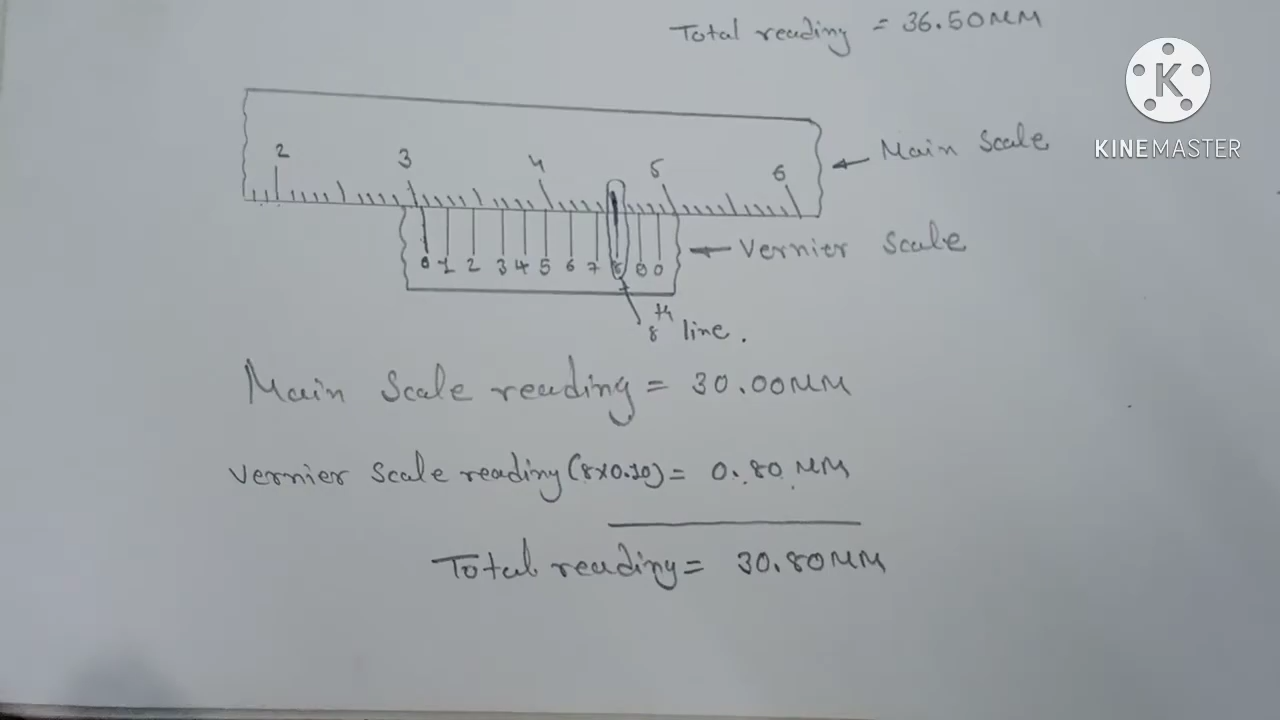 Total reading = 36.50MM
K
KINEMASTER
2 3 4 5 6
Main Scale
0 1 2 3 4 5 6 7 8 0 0
Vernier Scale
8th line.
Main Scale reading = 30.00MM
Vernier Scale reading (8x0.10) = 0.80 MM
Total reading = 30.80MM